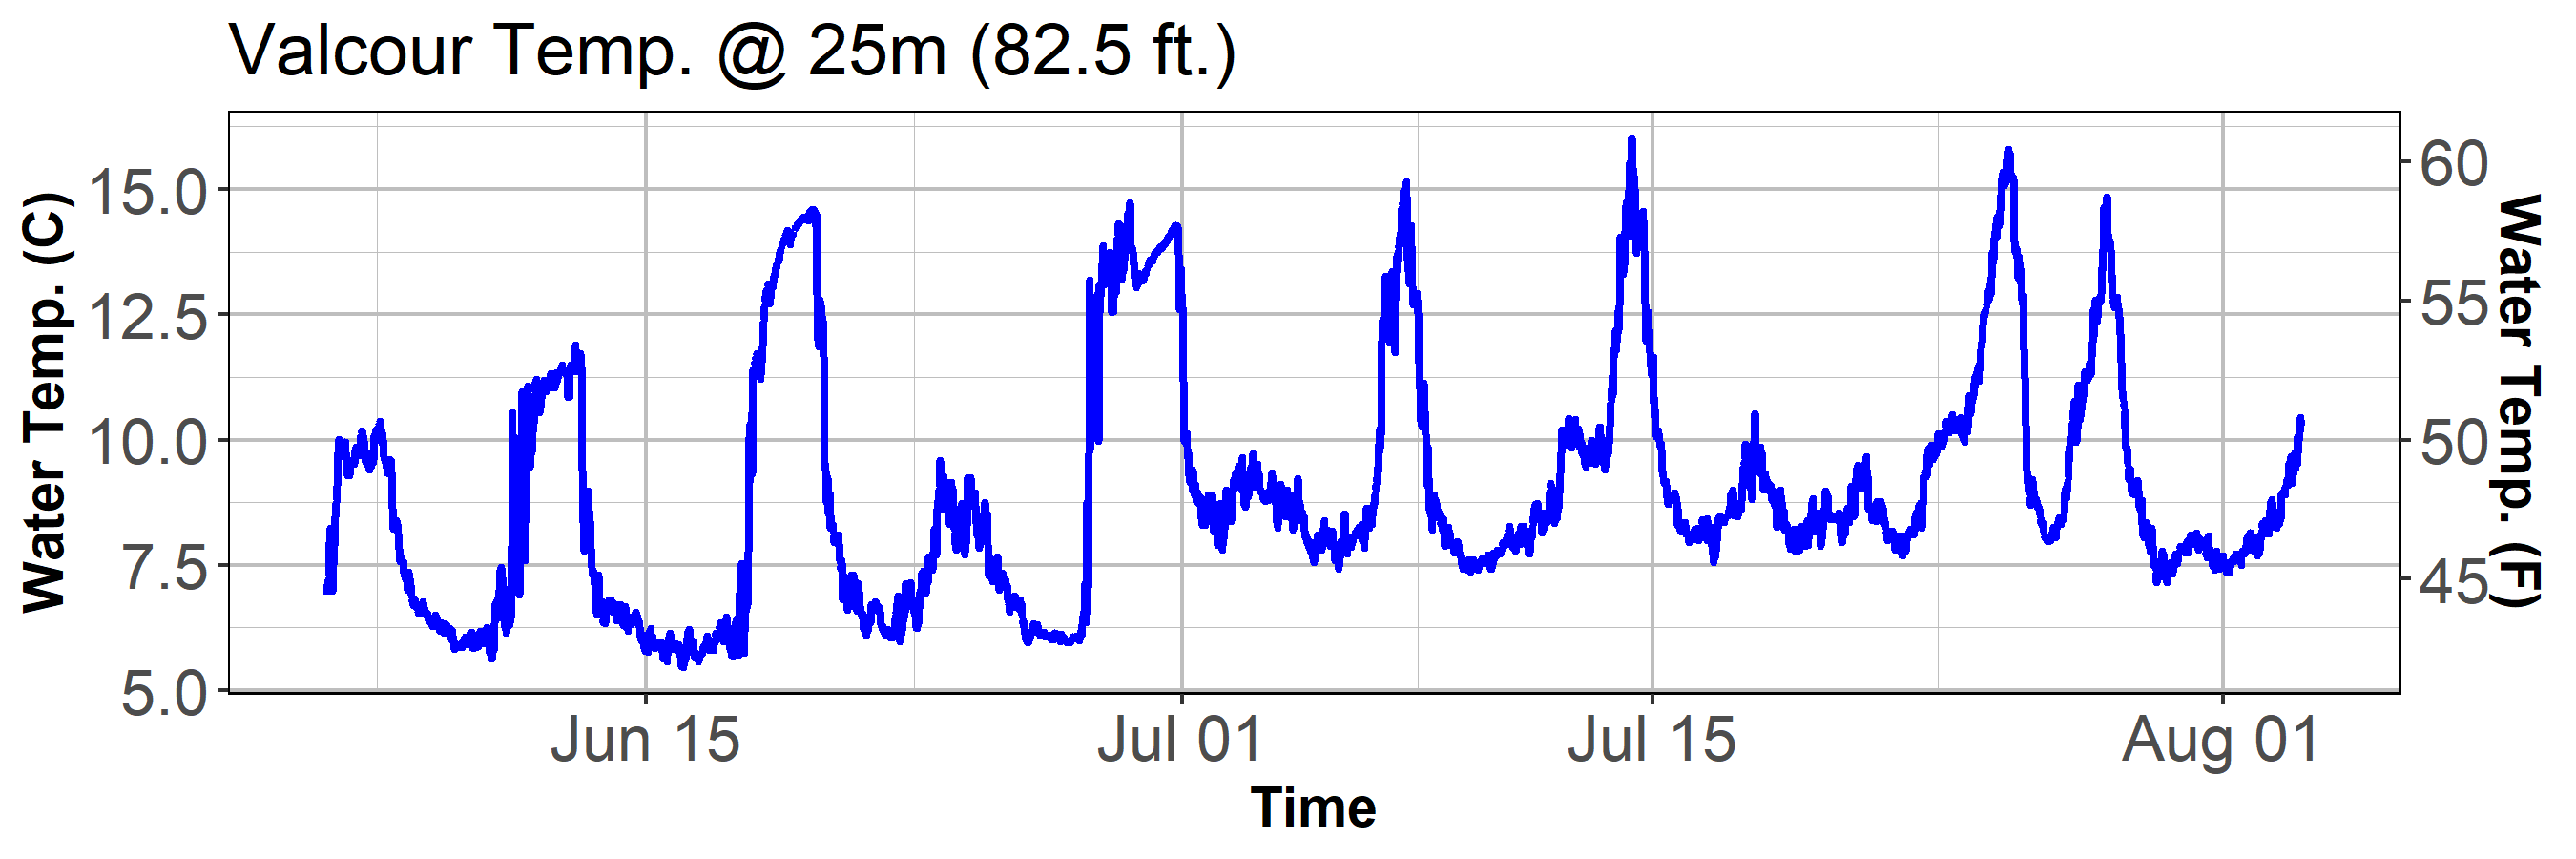 Valcour Temp. @ 25m (82.5 ft.)
Water Temp. (C)
15.0
12.5
10.0
7.5
5.0
60
55
50
45
Water Temp. (F)
Jun 15
Jul 01
Jul 15
Aug 01
Time